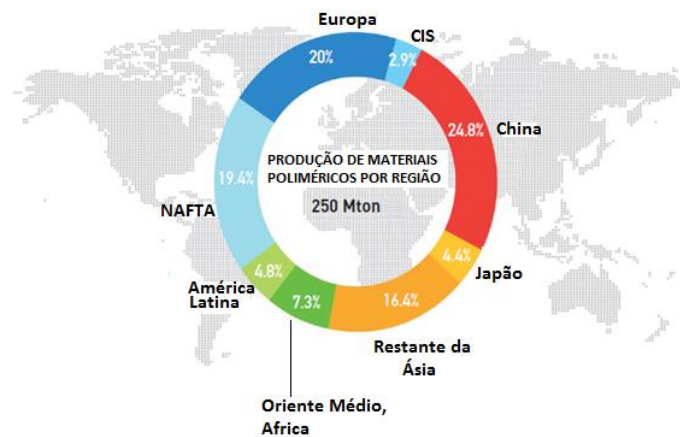 Europa
CIS
20%
2.9%
24.8%
China
PRODUÇÃO DE MATERIAIS
POLIMÉRICOS POR REGIÃO
250 Mton
19.4%
NAFTA
4.8%
América
Latina
7.3%
16.4%
4.4%
Japão
Restante da
Ásia
Oriente Médio,
Africa